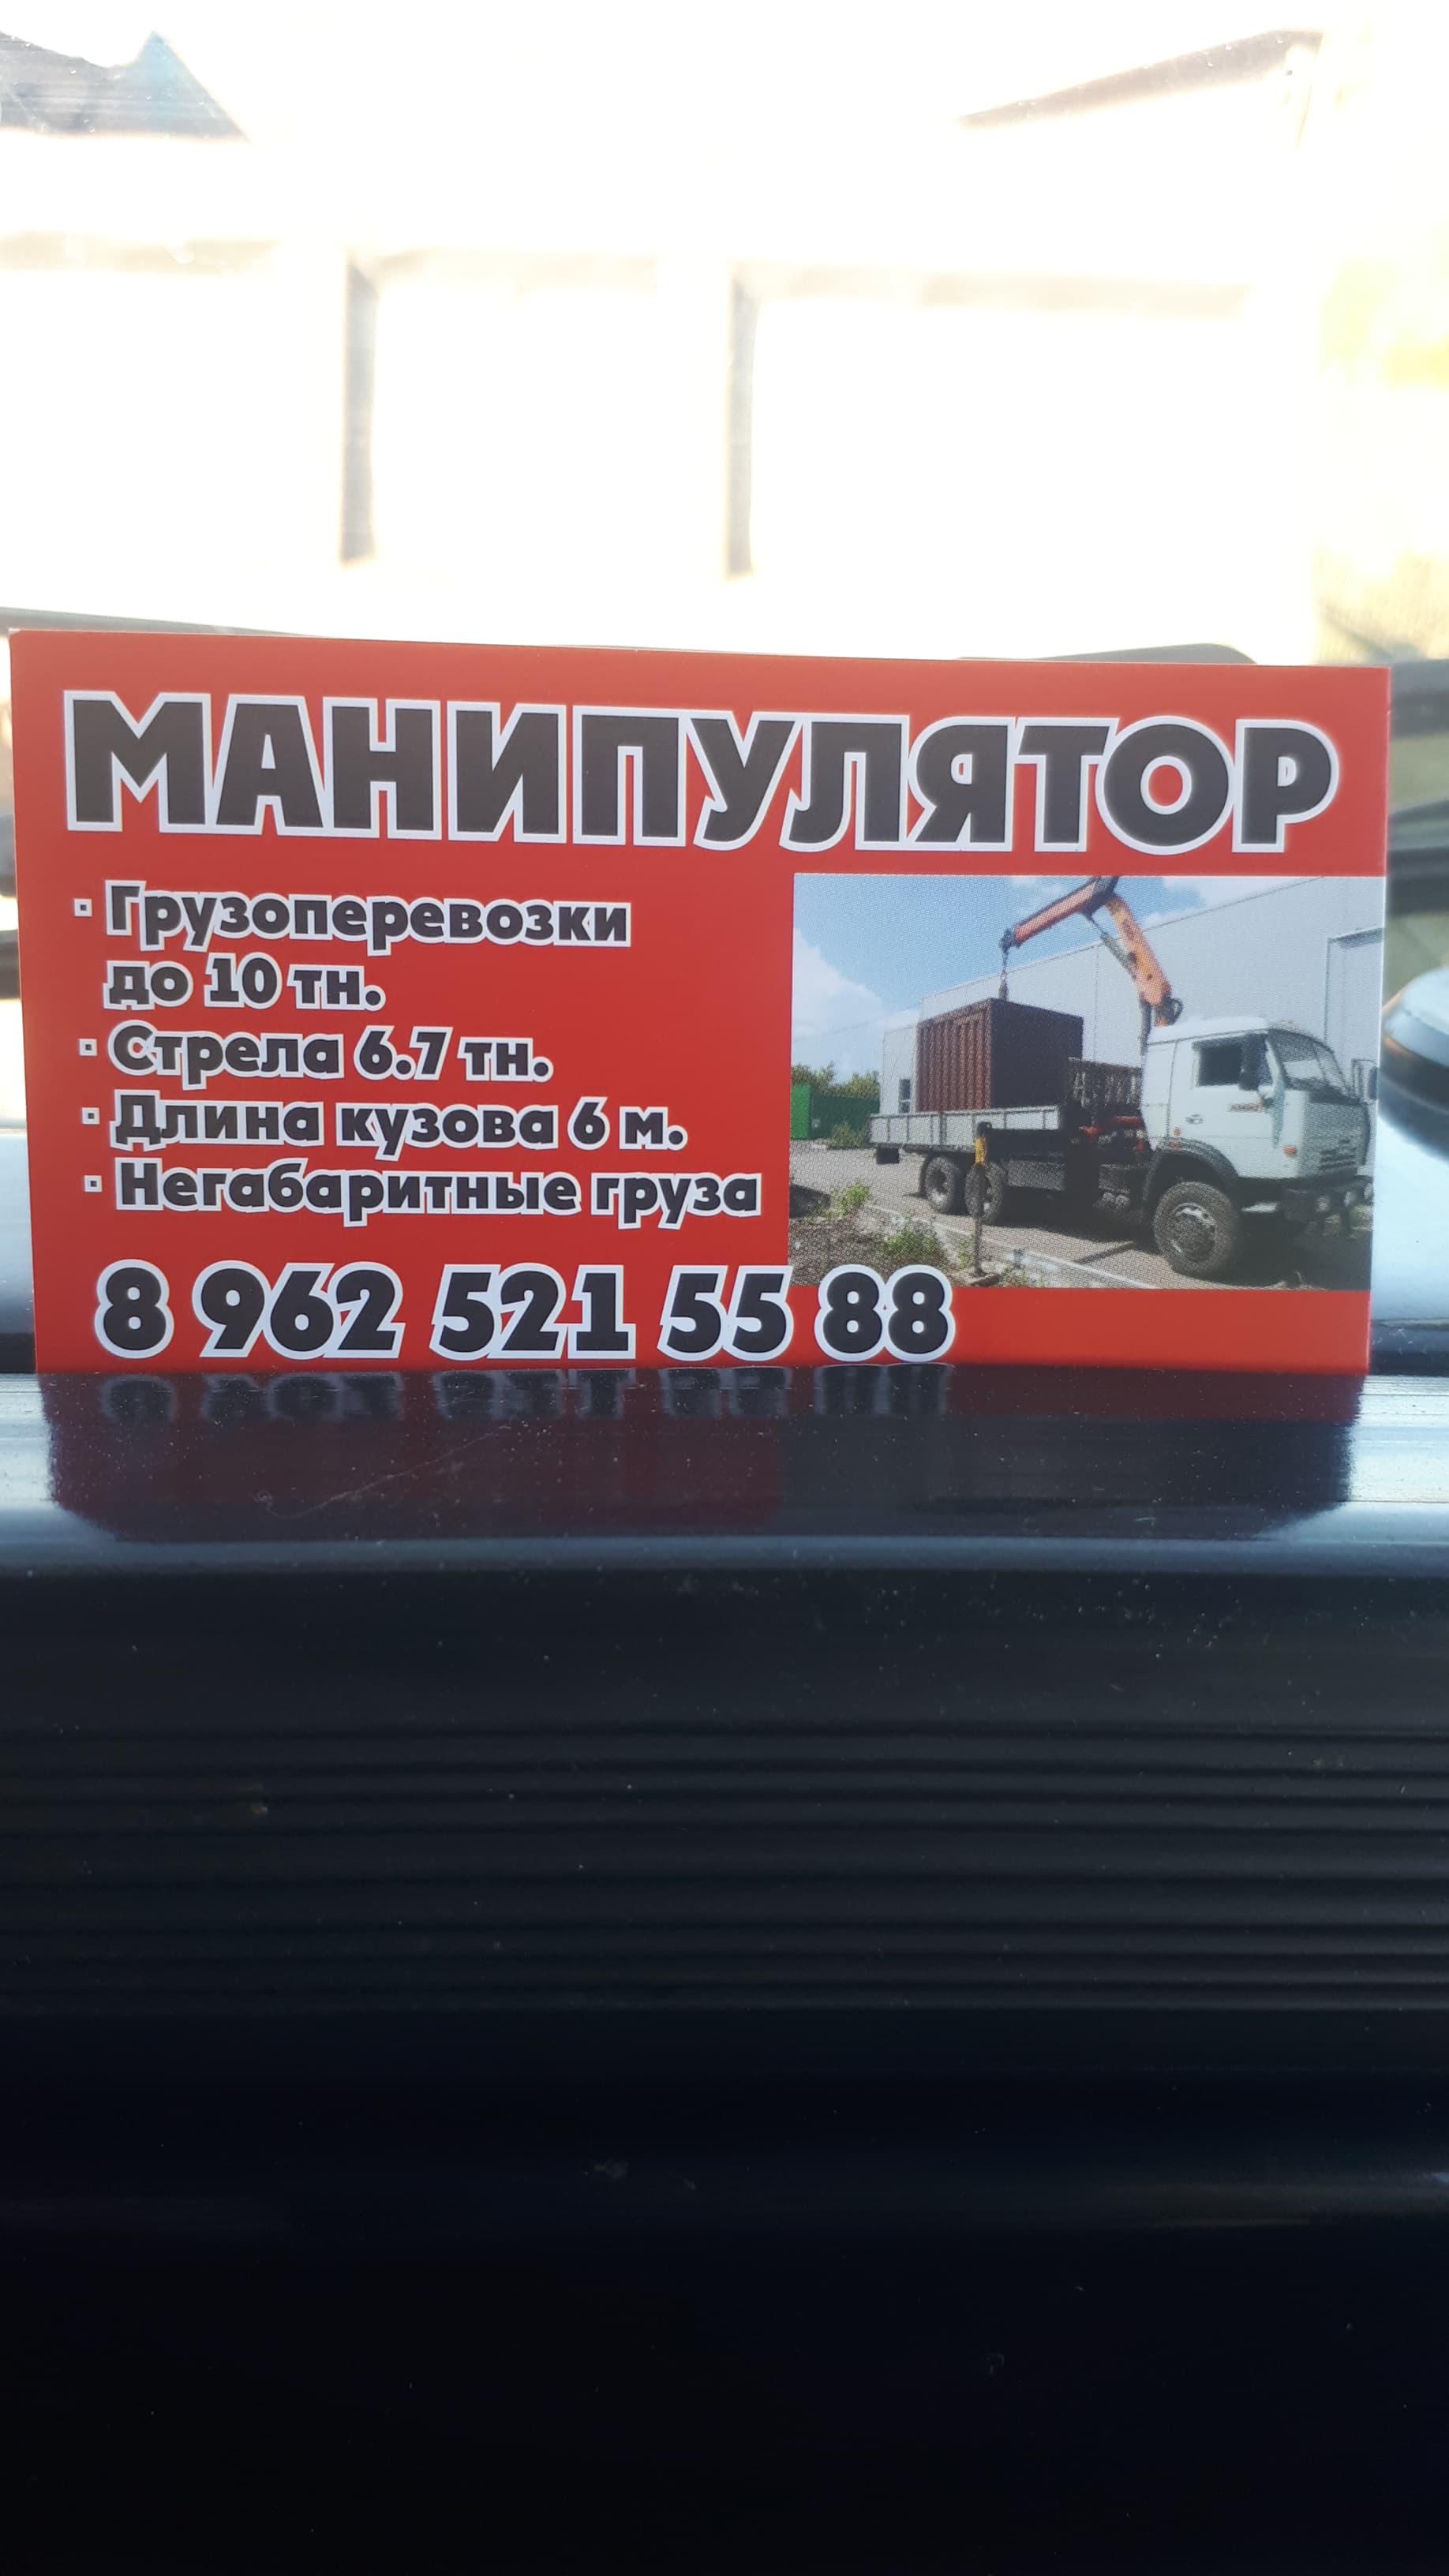 МАНИПУЛЯТОР
· Грузоперевозки
до 10 тн.
· Стрела 6.7 тн.
· Длина кузова 6 м.
· Негабаритные груза
8 962 521 55 88